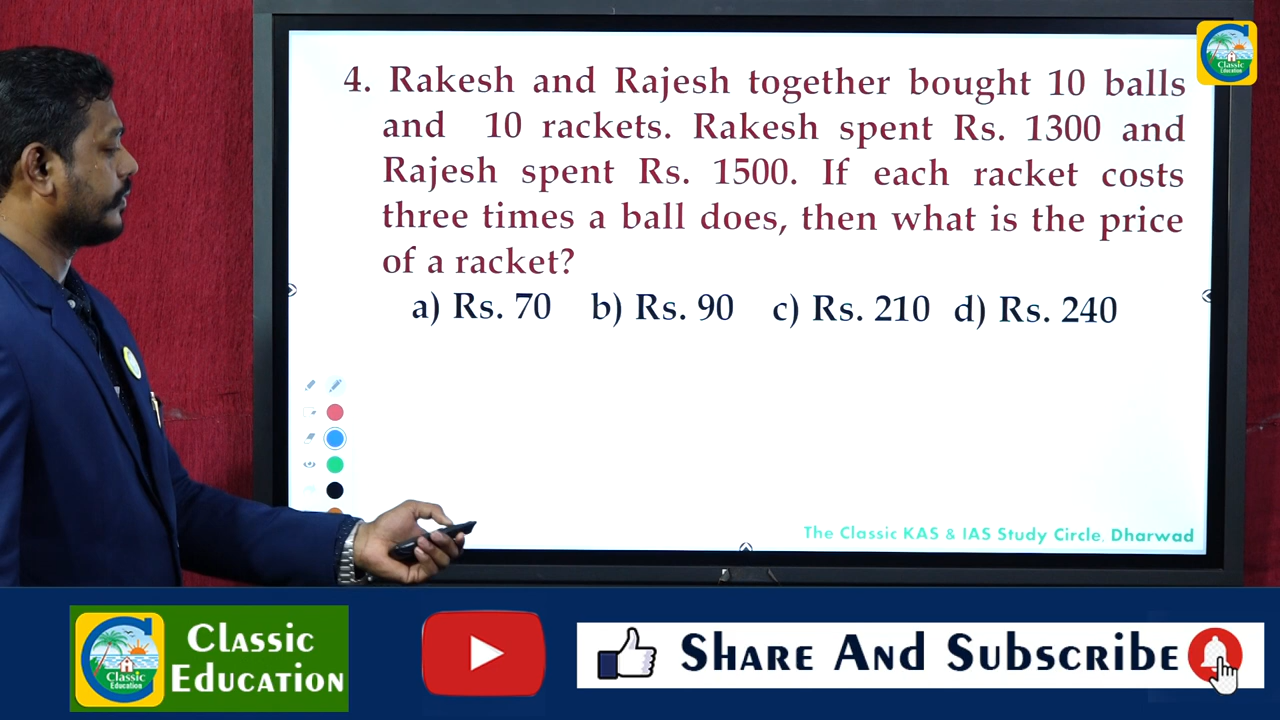 4. Rakesh and Rajesh together bought 10 balls
and 10 rackets. Rakesh spent Rs. 1300 and
Rajesh spent Rs. 1500. If each racket costs
three times a ball does, then what is the price
of a racket?
a) Rs. 70 b) Rs. 90 c) Rs. 210 d) Rs. 240
The Classic KAS & IAS Study Circle, Dharwad
Classic
Education
Classic
Education
Classic
Education
Share And Subscribe